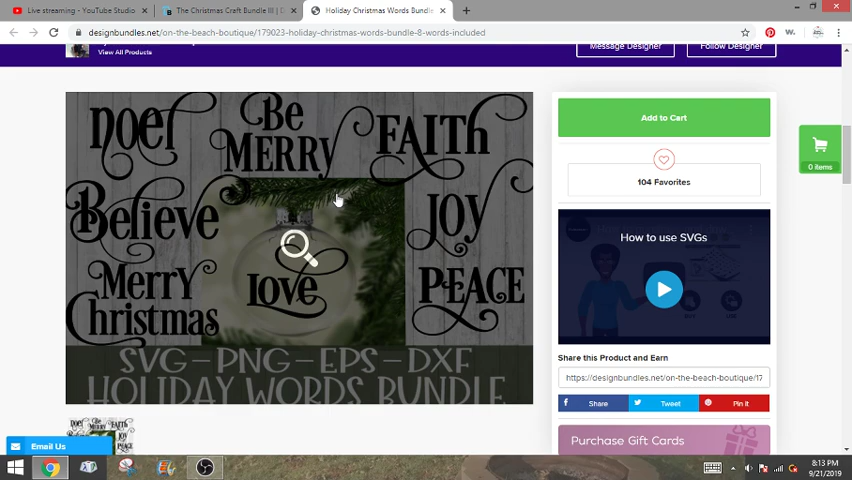 Live streaming - YouTube Studio
The Christmas Craft Bundle III | D
Holiday Christmas Words Bundle
designbundles.net/on-the-beach-boutique/179023-holiday-christmas-words-bundle-8-words-included
View All Products
Message Designer
Follow Designer
noel
Be
MERRY
FAITh
Believe
JOY
Merry
Christmas
Love
PEACE
SVG-PNG-EPS-DXF
HOLIDAY WORDS BUNDLE
Add to Cart
104 Favorites
How to use SVGs
Share this Product and Earn
https://designbundles.net/on-the-beach-boutique/17
Share
Tweet
Pin it
Purchase Gift Cards
0 items
Email Us
8:13 PM
9/21/2019